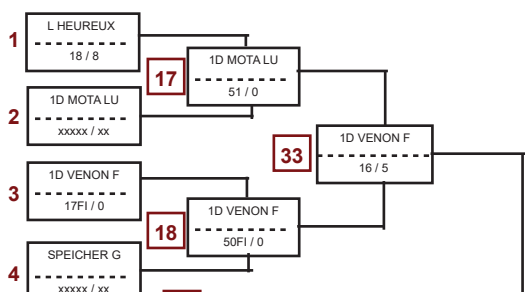 L HEUREUX
1
18 / 8
1D MOTA LU
17
51 / 0
1D MOTA LU
2
xxxxx / xx
1D VENON F
33
16 / 5
1D VENON F
3
17FI / 0
1D VENON F
18
50FI / 0
SPEICHER G
4
xxxxx / xx